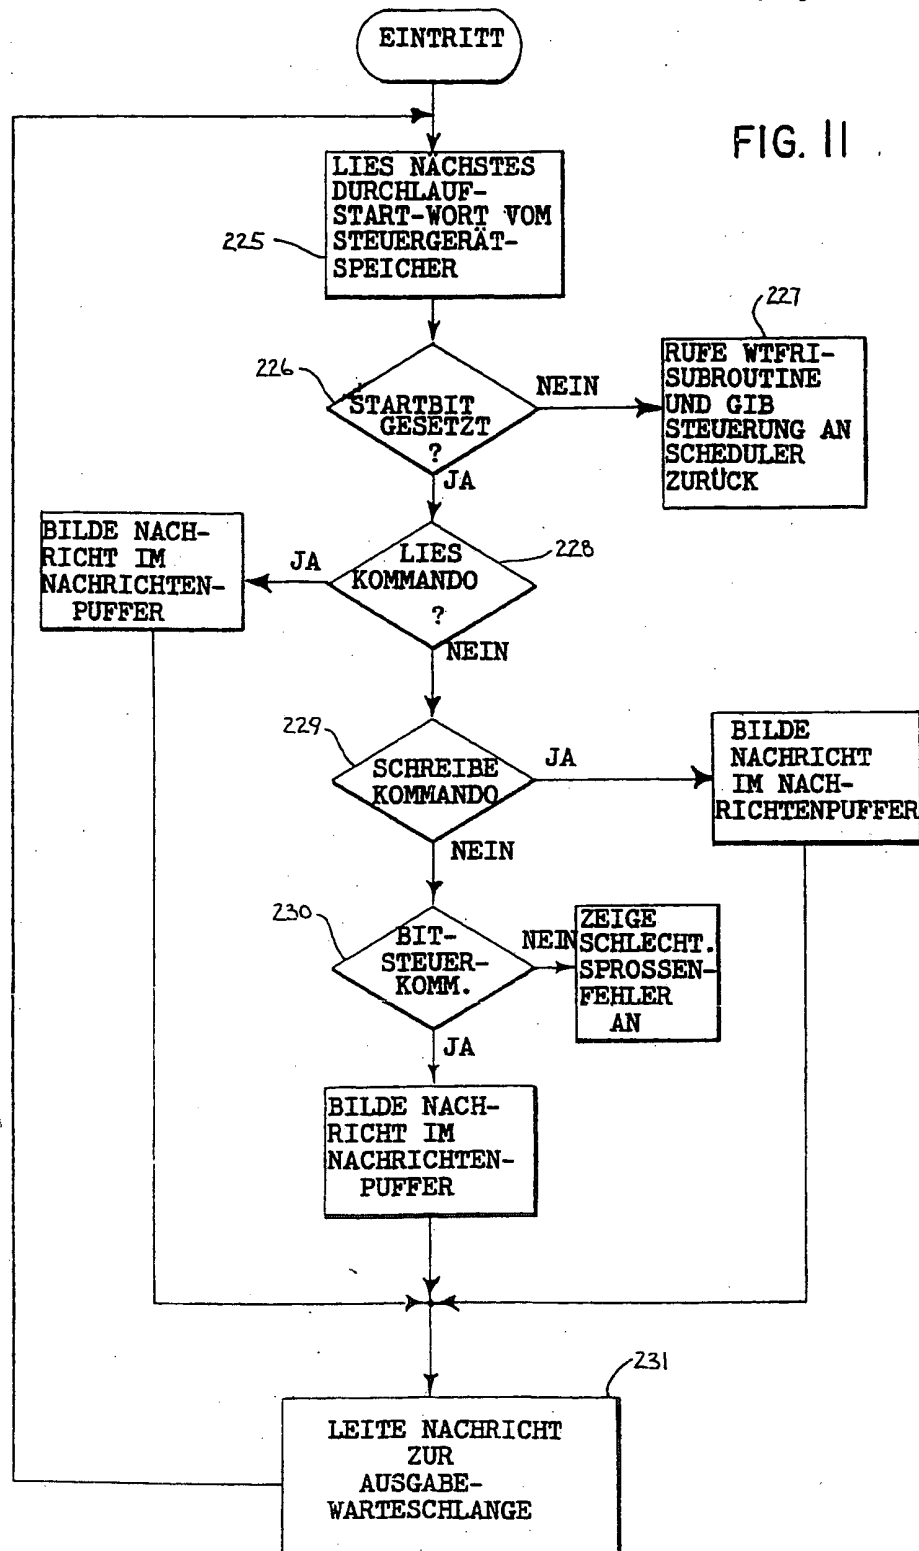 EINTRITT
FIG. 11
LIES NÄCHSTES
DURCHLAUF-
START-WORT VOM
STEUERGERÄT-
SPEICHER
225
227
226
STARTBIT
GESETZT
?
NEIN
RUFE WTFRI-
SUBROUTINE
UND GIB
STEUERUNG AN
SCHEDULER
ZURÜCK
JA
BILDE NACH-
RICHT IM
NACHRICHTEN-
PUFFER
JA
LIES
KOMMANDO
?
228
NEIN
229
SCHREIBE
KOMMANDO
JA
BILDE
NACHRICHT
IM NACH-
RICHTENPUFFER
NEIN
230
BIT-
STEUER-
KOMM.
NEIN
ZEIGE
SCHLECHT.
SPROSSEN-
FEHLER
AN
JA
BILDE NACH-
RICHT IM
NACHRICHTEN-
PUFFER
231
LEITE NACHRICHT
ZUR
AUSGABE-
WARTESCHLANGE